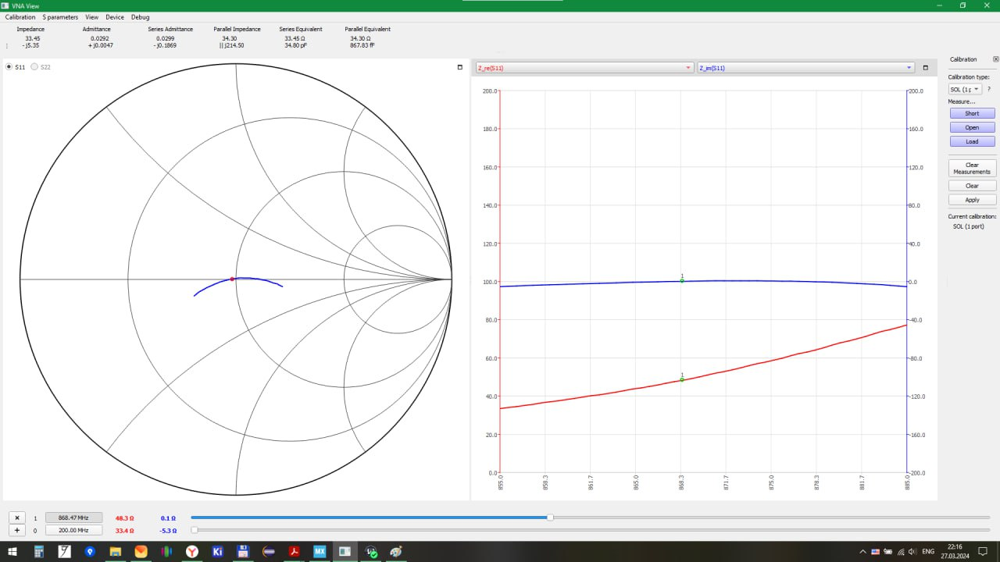 VNA View
Calibration S parameters View Device Debug
Impedance Admittance Series Admittance Parallel Impedance Series Equivalent Parallel Equivalent
33.45 0.0292 0.0299 34.30 33.45 Ω 34.30 Ω
- j5.35 + j0.0047 - j0.1869 || j214.50 34.80 pF 867.83 fF
S11 S22
Z_re(S11) Z_im(S11)
200.0 200.0
180.0 160.0
160.0 120.0
140.0 80.0
120.0 40.0
1
100.0 0.0
80.0 -40.0
60.0 -80.0
1
40.0 -120.0
20.0 -160.0
0.0 -200.0
855.0 858.3 861.7 865.0 868.3 871.7 875.0 878.3 881.7 885.0
Calibration
Calibration type:
SOL (1 ?
Measure...
Short
Open
Load
Clear
Measurements
Clear
Apply
Current calibration:
SOL (1 port)
× 1 868.47 MHz 48.3 Ω 0.1 Ω
+ 0 200.00 MHz 33.4 Ω -5.3 Ω
Ki MX ENG 22:16
27.03.2024